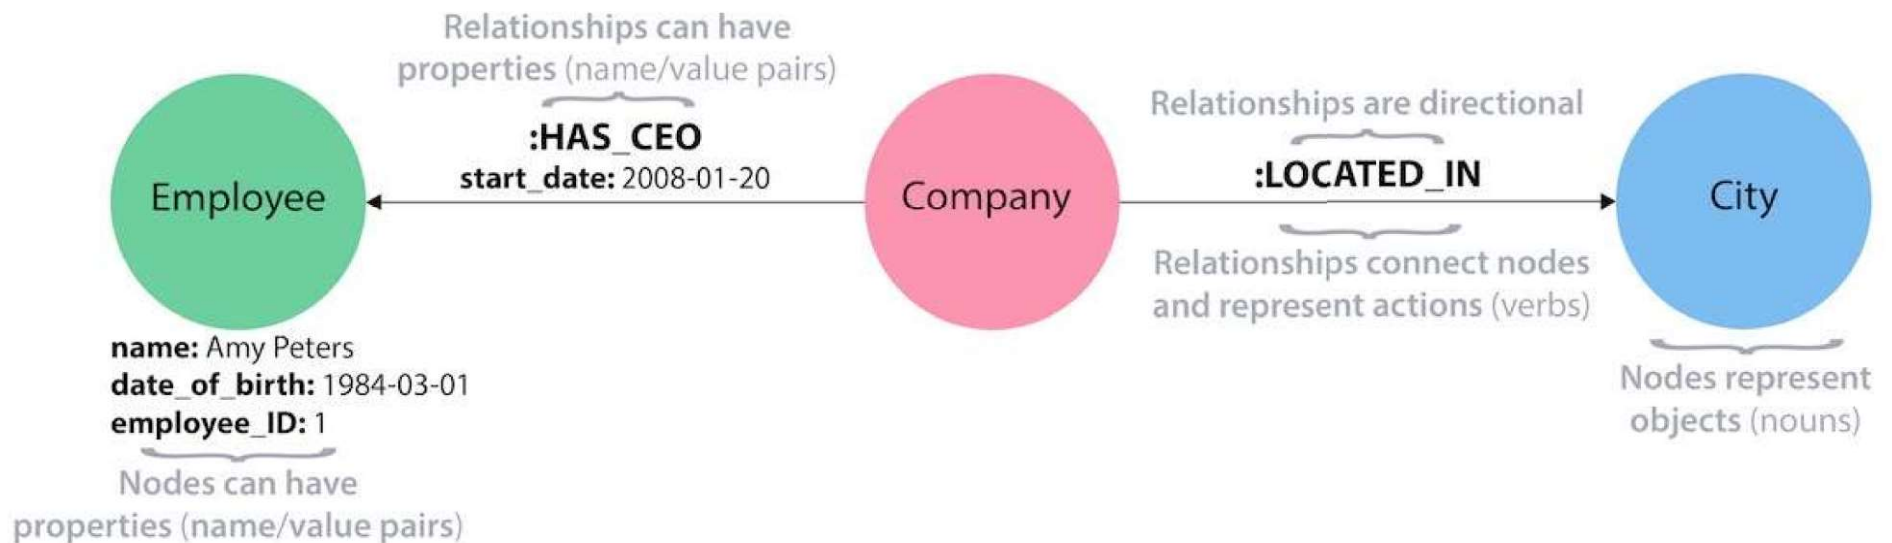 Relationships can have
properties (name/value pairs)
:HAS_CEO
start_date: 2008-01-20
Employee
name: Amy Peters
date_of_birth: 1984-03-01
employee_ID: 1
Nodes can have
properties (name/value pairs)
Company
Relationships are directional
:LOCATED_IN
Relationships connect nodes
and represent actions (verbs)
City
Nodes represent
objects (nouns)